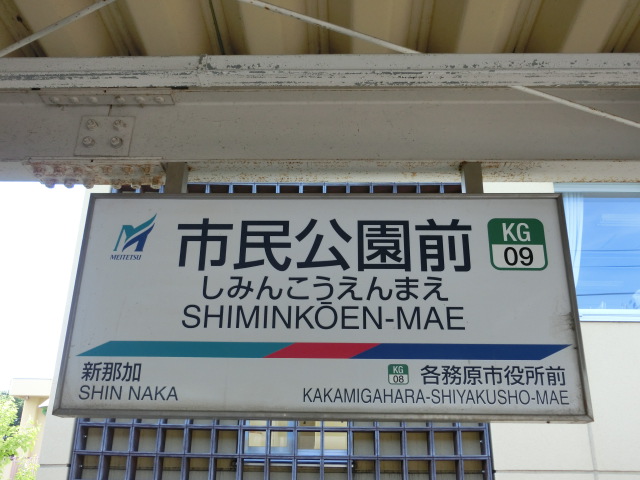 MEITETSU
市民公園前
KG
09
しみんこうえんまえ
SHIMINKŌEN-MAE
新那加
SHIN NAKA
KG
08
各務原市役所前
KAKAMIGAHARA-SHIYAKUSHO-MAE